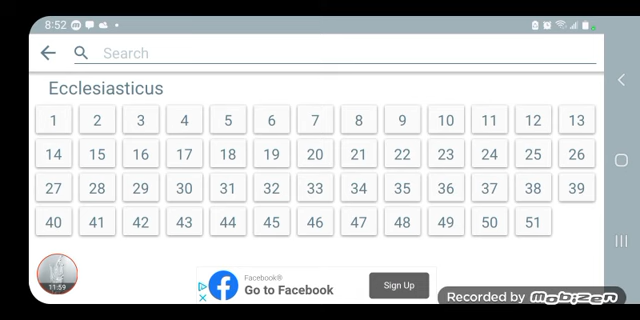 8:52
Search
Ecclesiasticus
1 2 3 4 5 6 7 8 9 10 11 12 13
14 15 16 17 18 19 20 21 22 23 24 25 26
27 28 29 30 31 32 33 34 35 36 37 38 39
40 41 42 43 44 45 46 47 48 49 50 51
11:59
Facebook®
Go to Facebook
Sign Up
Recorded by Mobizen